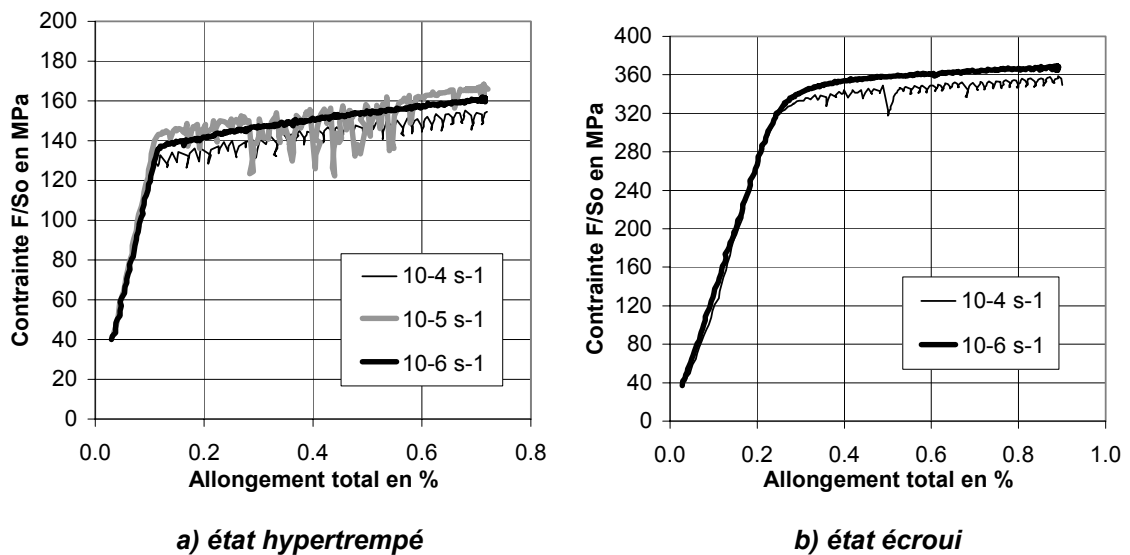 200
180
160
140
120
100
80
60
40
20
0
Contrainte F/So en MPa
10-4 s-1
10-5 s-1
10-6 s-1
0.0 0.2 0.4 0.6 0.8
Allongement total en %
a) état hypertrempé
400
360
320
280
240
200
160
120
80
40
0
Contrainte F/So en MPa
10-4 s-1
10-6 s-1
0.0 0.2 0.4 0.6 0.8 1.0
Allongement total en %
b) état écroui